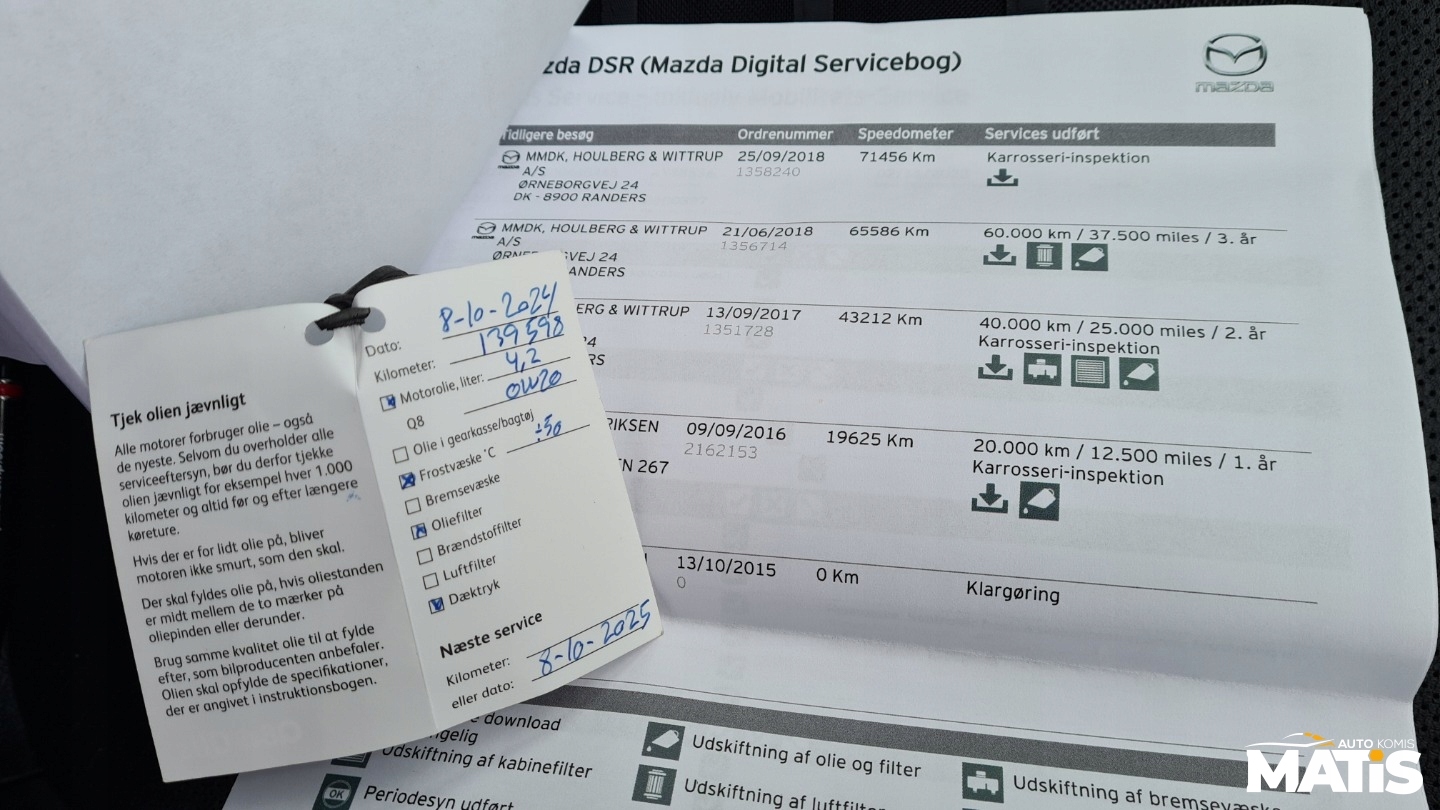 zda DSR (Mazda Digital Servicebog)
mazda
Tidligere besøg Ordrenummer Speedometer Services udført
MMDK, HOULBERG & WITTRUP 25/09/2018 71456 Km Karrosseri-inspektion
A/S 1358240
ØRNEBORGVEJ 24
DK - 8900 RANDERS
MMDK, HOULBERG & WITTRUP 21/06/2018 65586 Km 60.000 km / 37.500 miles / 3. år
A/S 1356714
ØRNE SVEJ 24
ANDERS
ERG & WITTRUP 13/09/2017 43212 Km 40.000 km / 25.000 miles / 2. år
1351728 Karrosseri-inspektion
24
RS
RIKSEN 09/09/2016 19625 Km 20.000 km / 12.500 miles / 1. år
2162153 Karrosseri-inspektion
EN 267
13/10/2015 0 Km Klargøring
0
download
ngelig
Udskiftning af kabinefilter
OK Periodesyn udført
Udskiftning af olie og filter
Udskiftning af luftfilter
Udskiftning af bremsevæske
Tjek olien jævnligt
Alle motorer forbruger olie – også
de nyeste. Selvom du overholder alle
serviceeftersyn, bør du derfor tjekke
olien jævnligt for eksempel hver 1.000
kilometer og altid før og efter længere
køreture.
Hvis der er for lidt olie på, bliver
motoren ikke smurt, som den skal.
Der skal fyldes olie på, hvis oliestanden
er midt mellem de to mærker på
oliepinden eller derunder.
Brug samme kvalitet olie til at fylde
efter, som bilproducenten anbefaler.
Olien skal opfylde de specifikationer,
der er angivet i instruktionsbogen.
Dato: 8-10-2024
Kilometer: 139598
Motorolie, liter: 4,2
Q8 0W20
Olie i gearkasse/bagtøj
Frostvæske °C ÷30
Bremsevæske
Oliefilter
Brændstoffilter
Luftfilter
Dæktryk
Næste service
Kilometer:
eller dato: 8-10-2025
AUTO KOMIS
MATIS